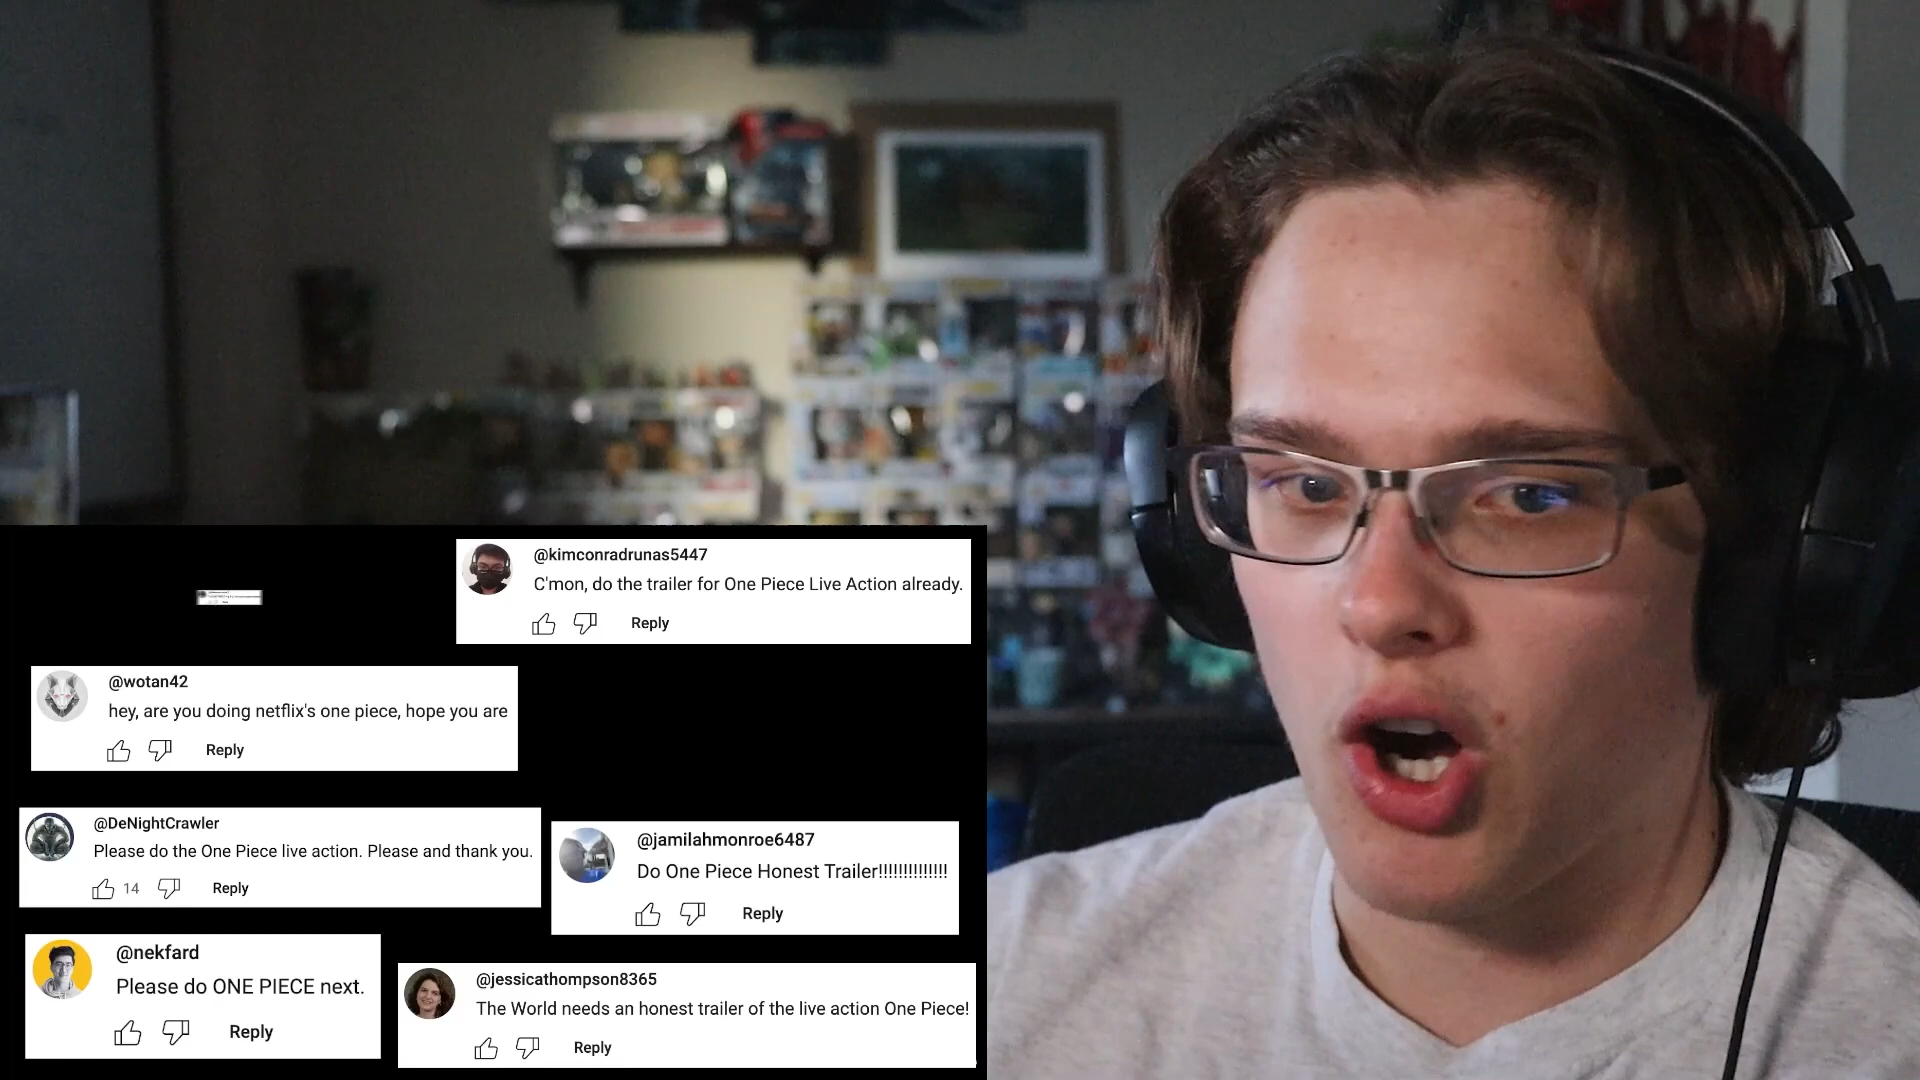 @kimconradrunas5447
C'mon, do the trailer for One Piece Live Action already.
Reply
@wotan42
hey, are you doing netflix's one piece, hope you are
Reply
@DeNightCrawler
Please do the One Piece live action. Please and thank you.
14 Reply
@jamilahmonroe6487
Do One Piece Honest Trailer!!!!!!!!!!!!!!
Reply
@nekfard
Please do ONE PIECE next.
Reply
@jessicathompson8365
The World needs an honest trailer of the live action One Piece!
Reply